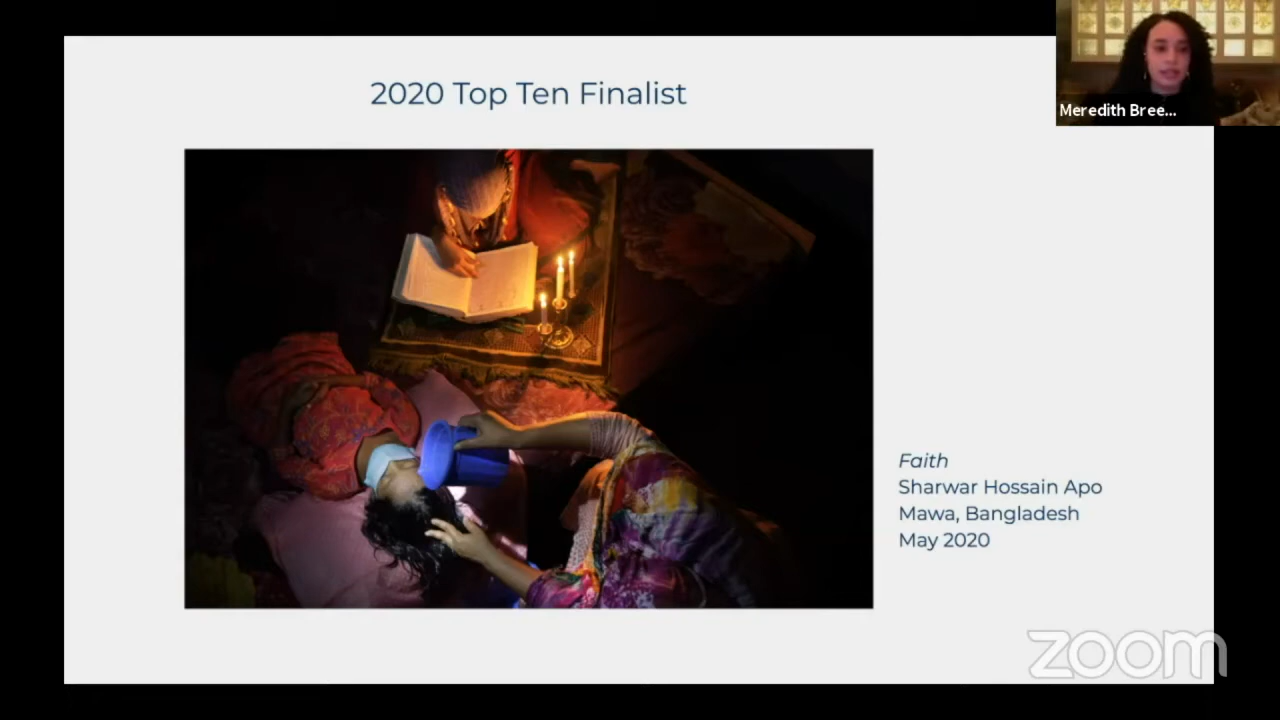 2020 Top Ten Finalist
Meredith Bree...
Faith
Sharwar Hossain Apo
Mawa, Bangladesh
May 2020
zoom